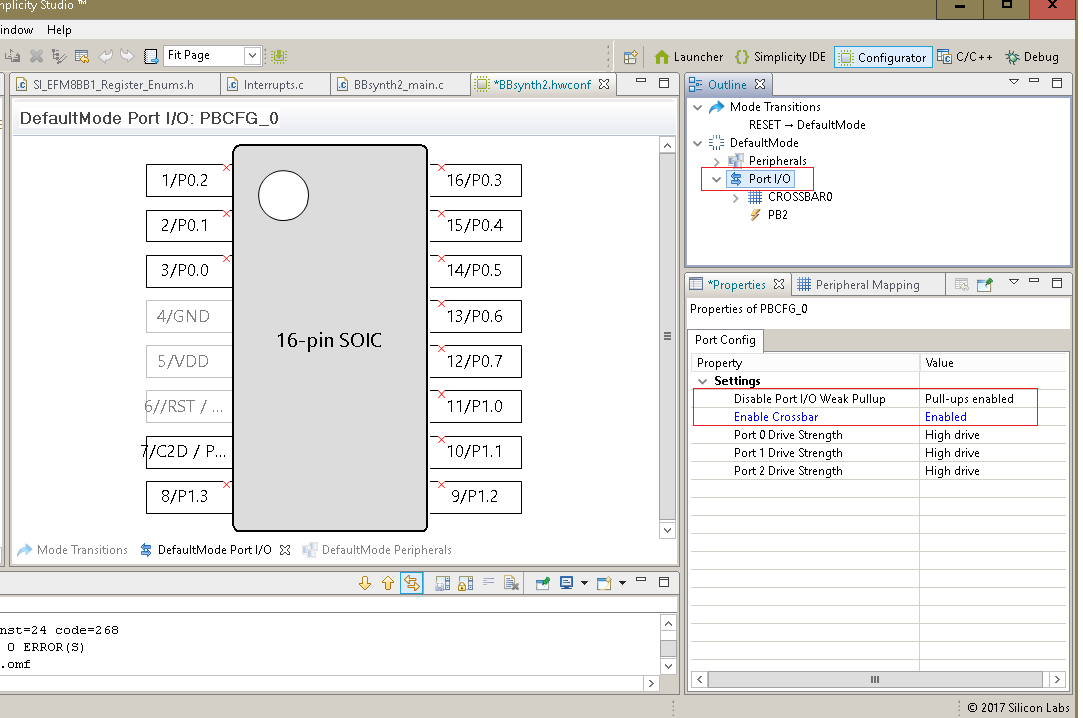 mplicity Studio ™
indow Help
Fit Page
Launcher Simplicity IDE Configurator C/C++ Debug
SI_EFM8BB1_Register_Enums.h Interrupts.c BBsynth2_main.c *BBsynth2.hwconf
DefaultMode Port I/O: PBCFG_0
1/P0.2
2/P0.1
3/P0.0
4/GND
5/VDD
6//RST / ...
7/C2D / P...
8/P1.3
16-pin SOIC
16/P0.3
15/P0.4
14/P0.5
13/P0.6
12/P0.7
11/P1.0
10/P1.1
9/P1.2
Mode Transitions DefaultMode Port I/O DefaultMode Peripherals
nst=24 code=268
0 ERROR(S)
.omf
Outline
Mode Transitions
RESET → DefaultMode
DefaultMode
Peripherals
Port I/O
CROSSBAR0
PB2
*Properties Peripheral Mapping
Properties of PBCFG_0
Port Config
Property Value
Settings
Disable Port I/O Weak Pullup Pull-ups enabled
Enable Crossbar Enabled
Port 0 Drive Strength High drive
Port 1 Drive Strength High drive
Port 2 Drive Strength High drive
© 2017 Silicon Labs